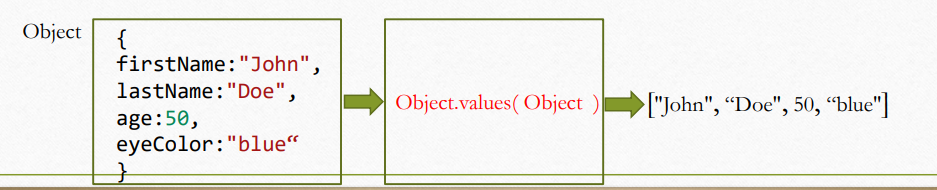 Object
{
firstName:"John",
lastName:"Doe",
age:50,
eyeColor:"blue“
}
Object.values( Object )
["John", “Doe", 50, “blue"]